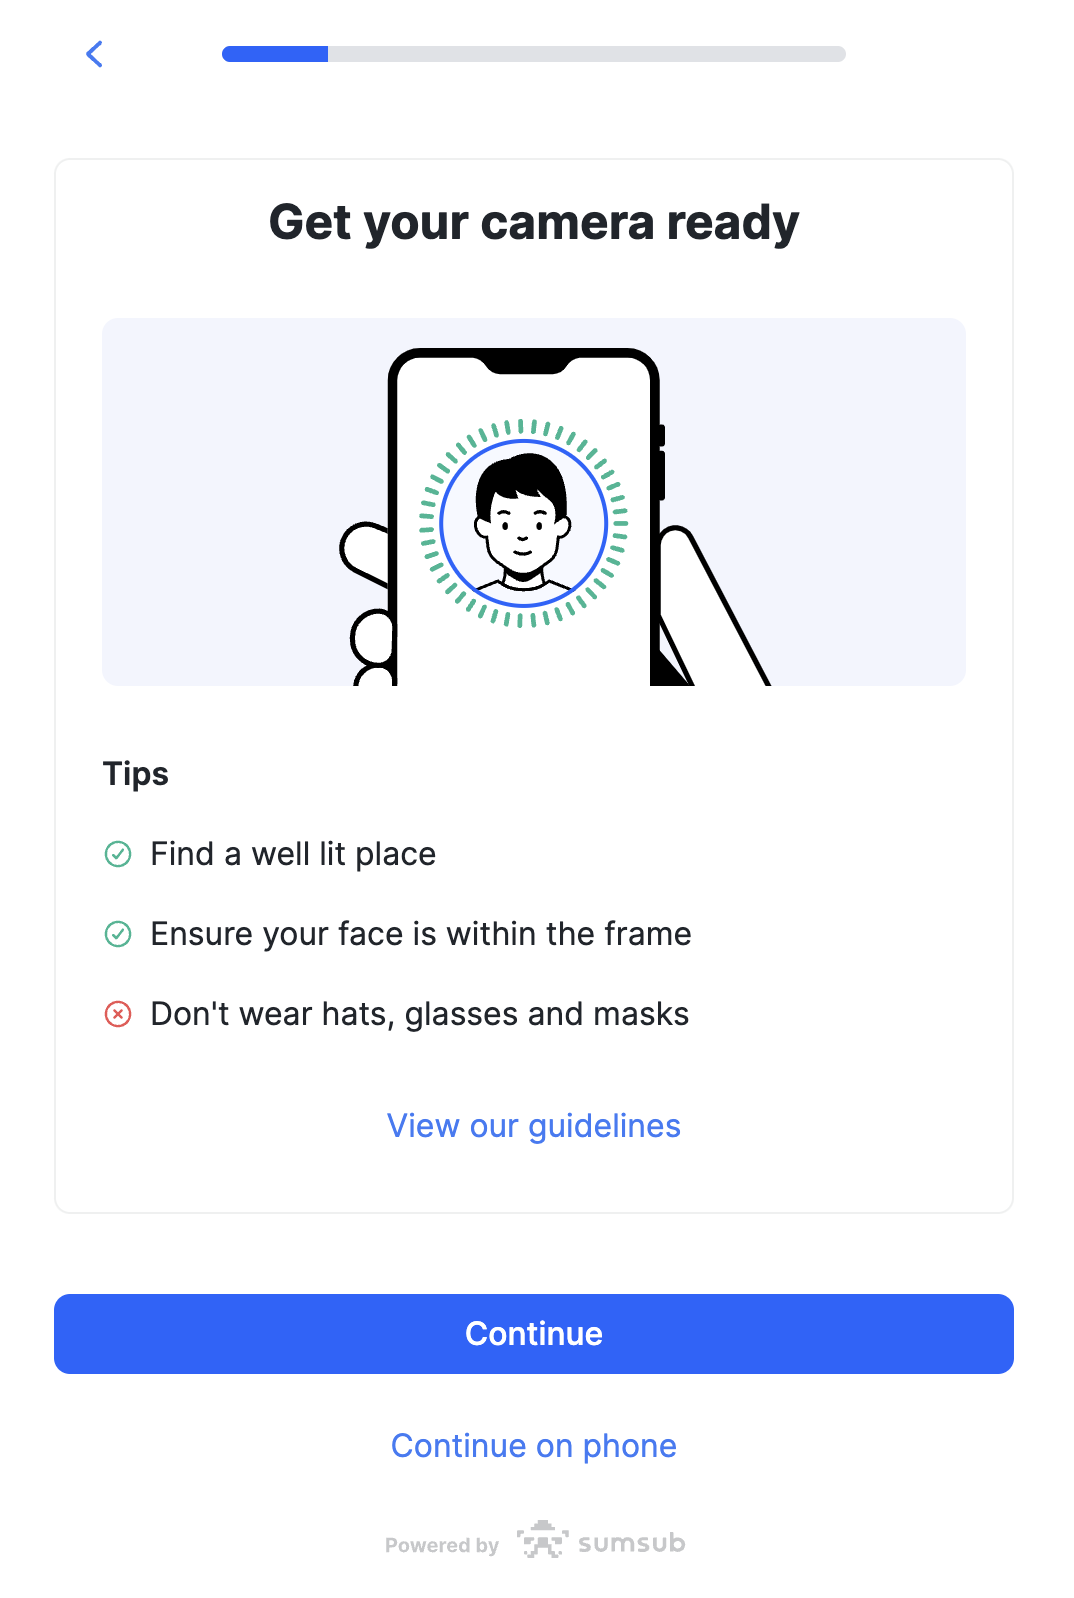 Get your camera ready
Tips
Find a well lit place
Ensure your face is within the frame
Don't wear hats, glasses and masks
View our guidelines
Continue
Continue on phone
Powered by sumsub